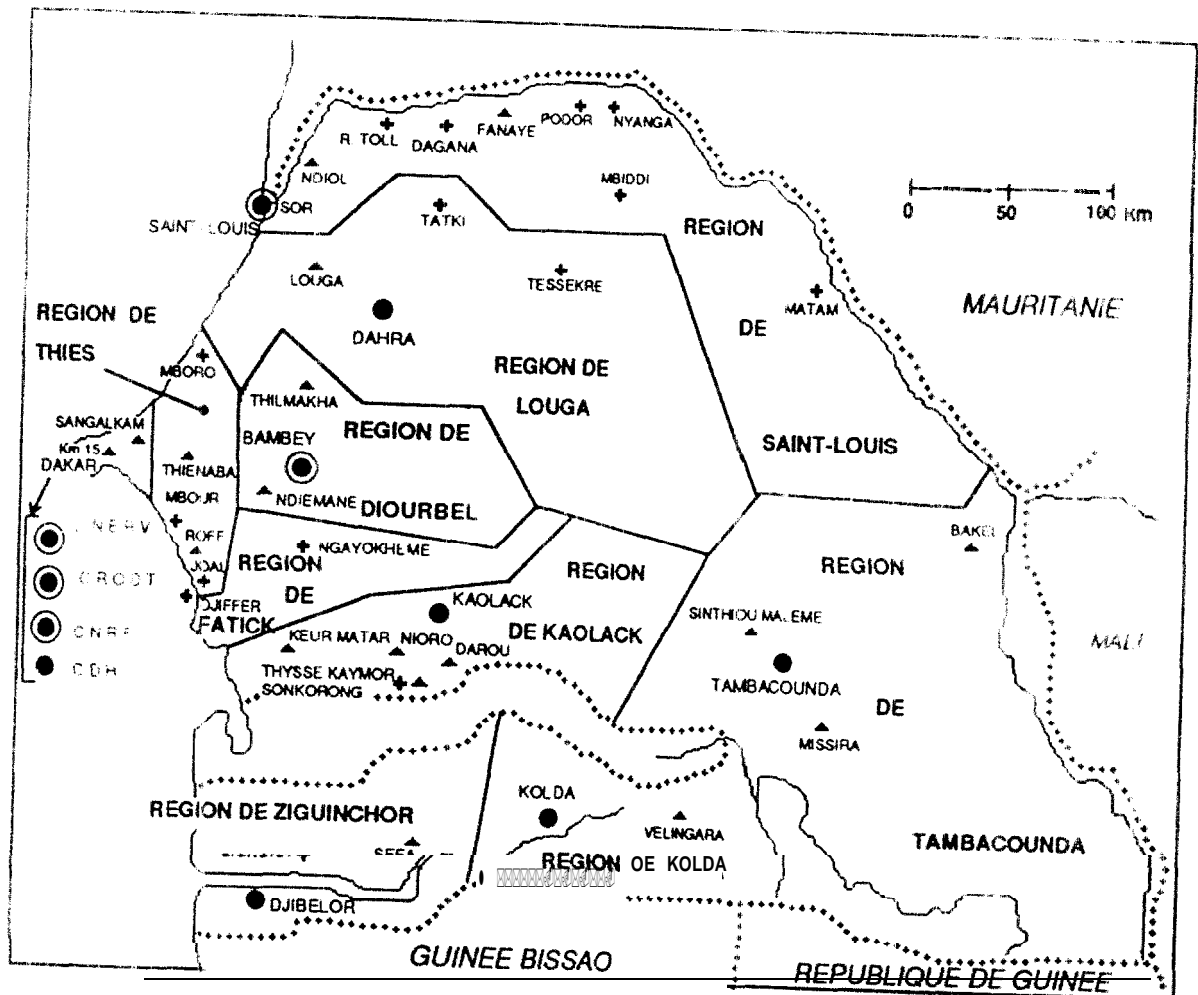 R. TOLL
DAGANA
FANAYE
PODOR
NYANGA
NDIOL
SOR
SAINT-LOUIS
TATKI
MBIDDI
REGION
DE
SAINT-LOUIS
0 50 100 Km
LOUGA
TESSEKRE
MATAM
MAURITANIE
DAHRA
REGION DE
LOUGA
REGION DE
THIES
MBORO
THILMAKHA
SANGALKAM
Km 15
DAKAR
THIENABA
BAMBEY
REGION DE
DIOURBEL
NDIEMANE
MBOUR
ROFF
JOAL
DJIFFER
REGION
DE
FATICK
NGAYOKHEME
REGION
DE KAOLACK
KAOLACK
KEUR MATAR
NIORO
DAROU
THYSSE KAYMOR
SONKORONG
BAKEL
REGION
DE
TAMBACOUNDA
SINTHIOU MALEME
TAMBACOUNDA
MISSIRA
MALI
CDH
REGION DE ZIGUINCHOR
KOLDA
VELINGARA
REGION OE KOLDA
DJIBELOR
GUINEE BISSAO
REPUBLIQUE DE GUINEE